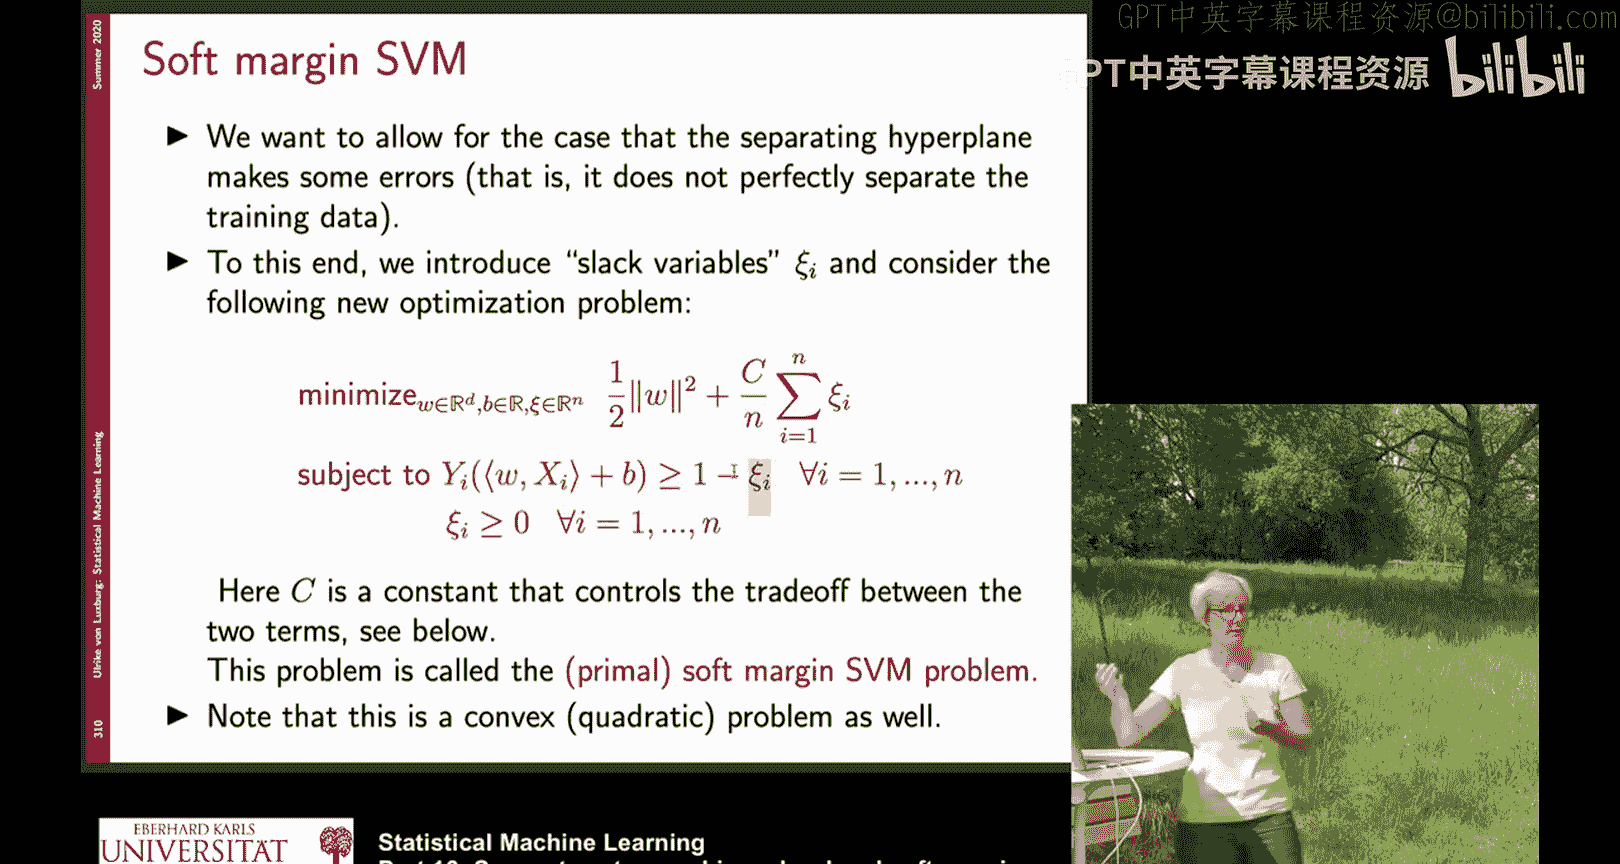 GPT中英字幕课程资源@bilibili.com
PT中英字幕课程资源 bilibili
Summer 2020
Soft margin SVM
► We want to allow for the case that the separating hyperplane
makes some errors (that is, it does not perfectly separate the
training data).
► To this end, we introduce “slack variables” ξᵢ and consider the
following new optimization problem:
minimize_{w∈ℝ^d,b∈ℝ,ξ∈ℝ^n} \frac{1}{2}‖w‖² + \frac{C}{n} \sum_{i=1}^{n} ξ_i
subject to Y_i(⟨w, X_i⟩ + b) ≥ 1 − ξ_i ∀i = 1, ..., n
ξ_i ≥ 0 ∀i = 1, ..., n
Here C is a constant that controls the tradeoff between the
two terms, see below.
This problem is called the (primal) soft margin SVM problem.
► Note that this is a convex (quadratic) problem as well.
Ulrike von Luxburg: Statistical Machine Learning
310
EBERHARD KARLS
UNIVERSITÄT
Statistical Machine Learning